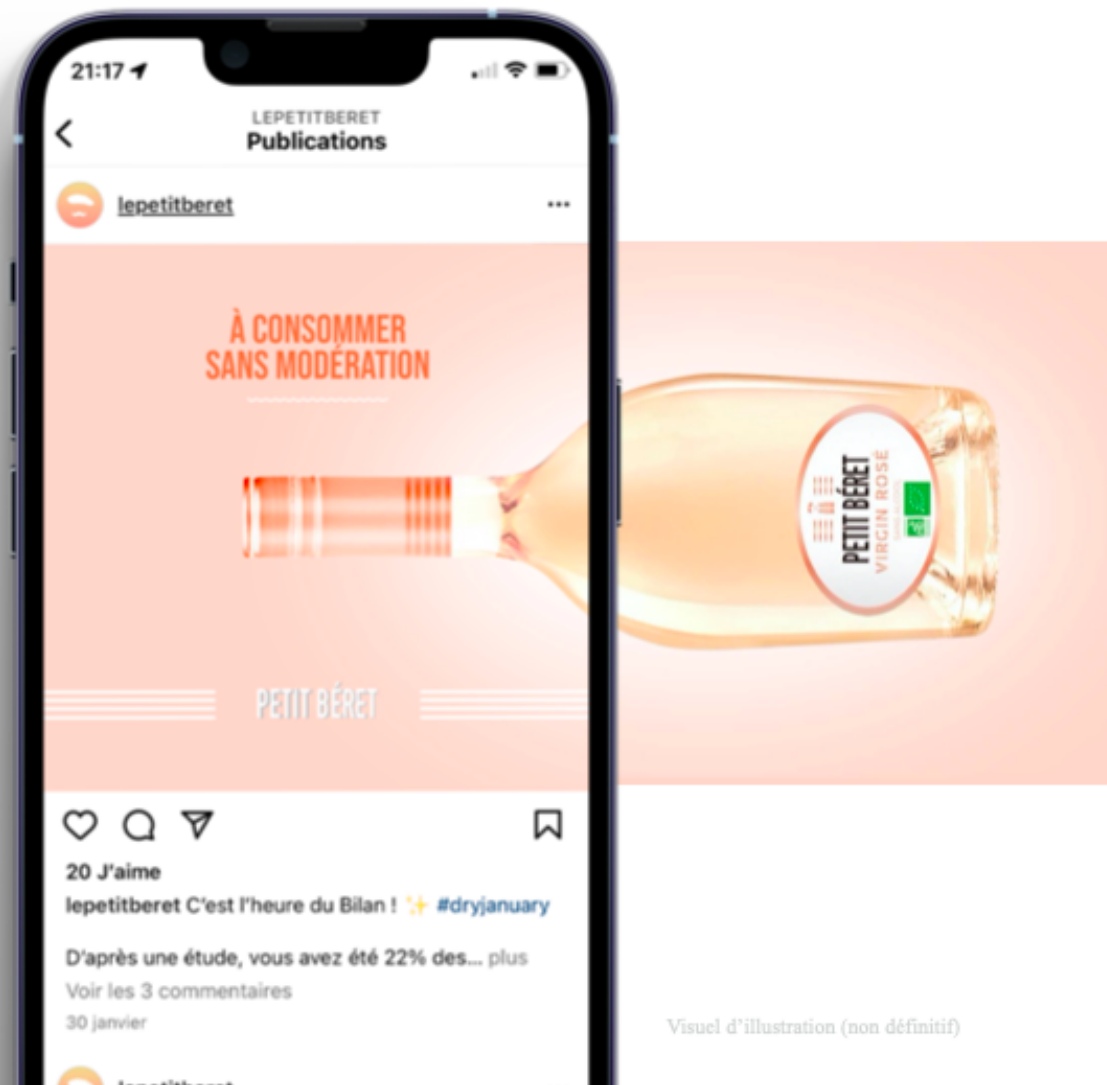 21:17
LEPETITBERET
Publications
lepetitberet
À CONSOMMER
SANS MODÉRATION
PETIT BÉRET
VIRGIN ROSÉ
PETIT BÉRET
20 J'aime
lepetitberet C'est l'heure du Bilan ! ✨ #dryjanuary
D'après une étude, vous avez été 22% des... plus
Voir les 3 commentaires
30 janvier
Visuel d'illustration (non définitif)
lepetitberet